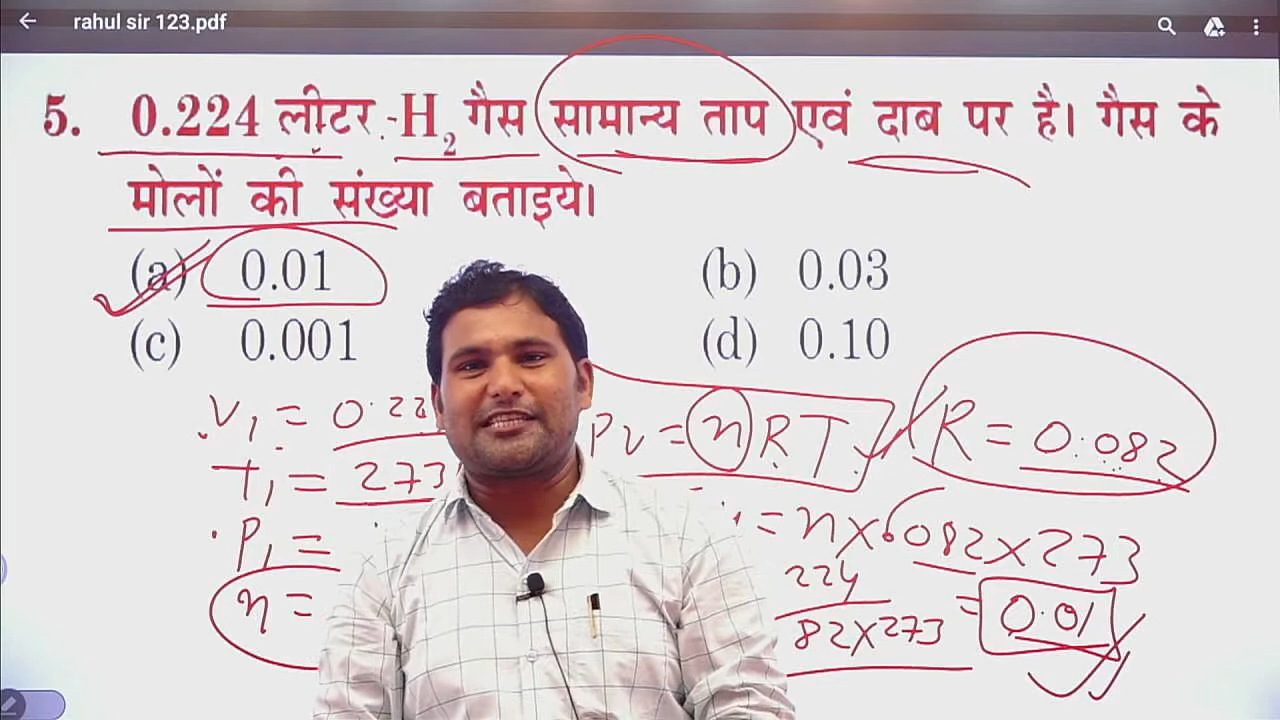 rahul sir 123.pdf
5. 0.224 लीटर H₂ गैस सामान्य ताप एवं दाब पर है। गैस के
मोलों की संख्या बताइये।
(a) 0.01 (b) 0.03
(c) 0.001 (d) 0.10
V₁ = 0.22
PV = nRT
R = 0.082
T₁ = 273
P₁ =
= n × 0.082 × 273
n =
224
82×273
= 0.01